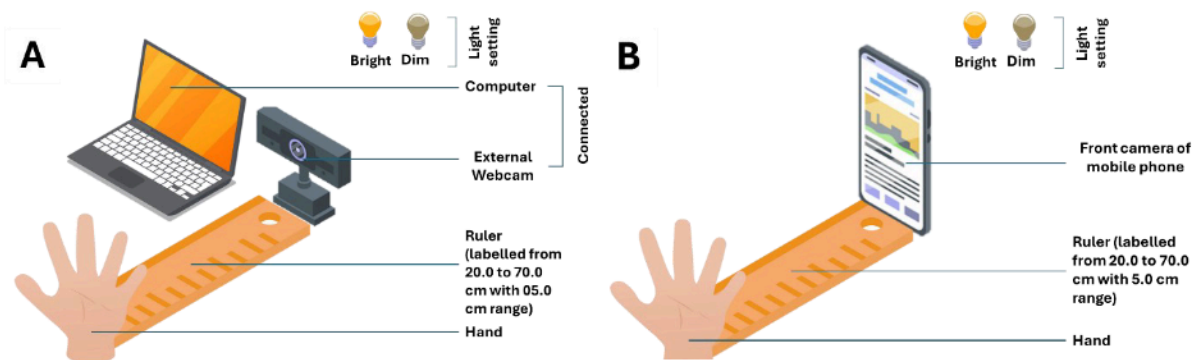 A
Bright
Dim
Light
setting
Computer
Connected
External
Webcam
Ruler
(labelled from
20.0 to 70.0
cm with 05.0
cm range)
Hand
B
Bright
Dim
Light
setting
Front camera of
mobile phone
Ruler (labelled
from 20.0 to 70.0
cm with 5.0 cm
range)
Hand